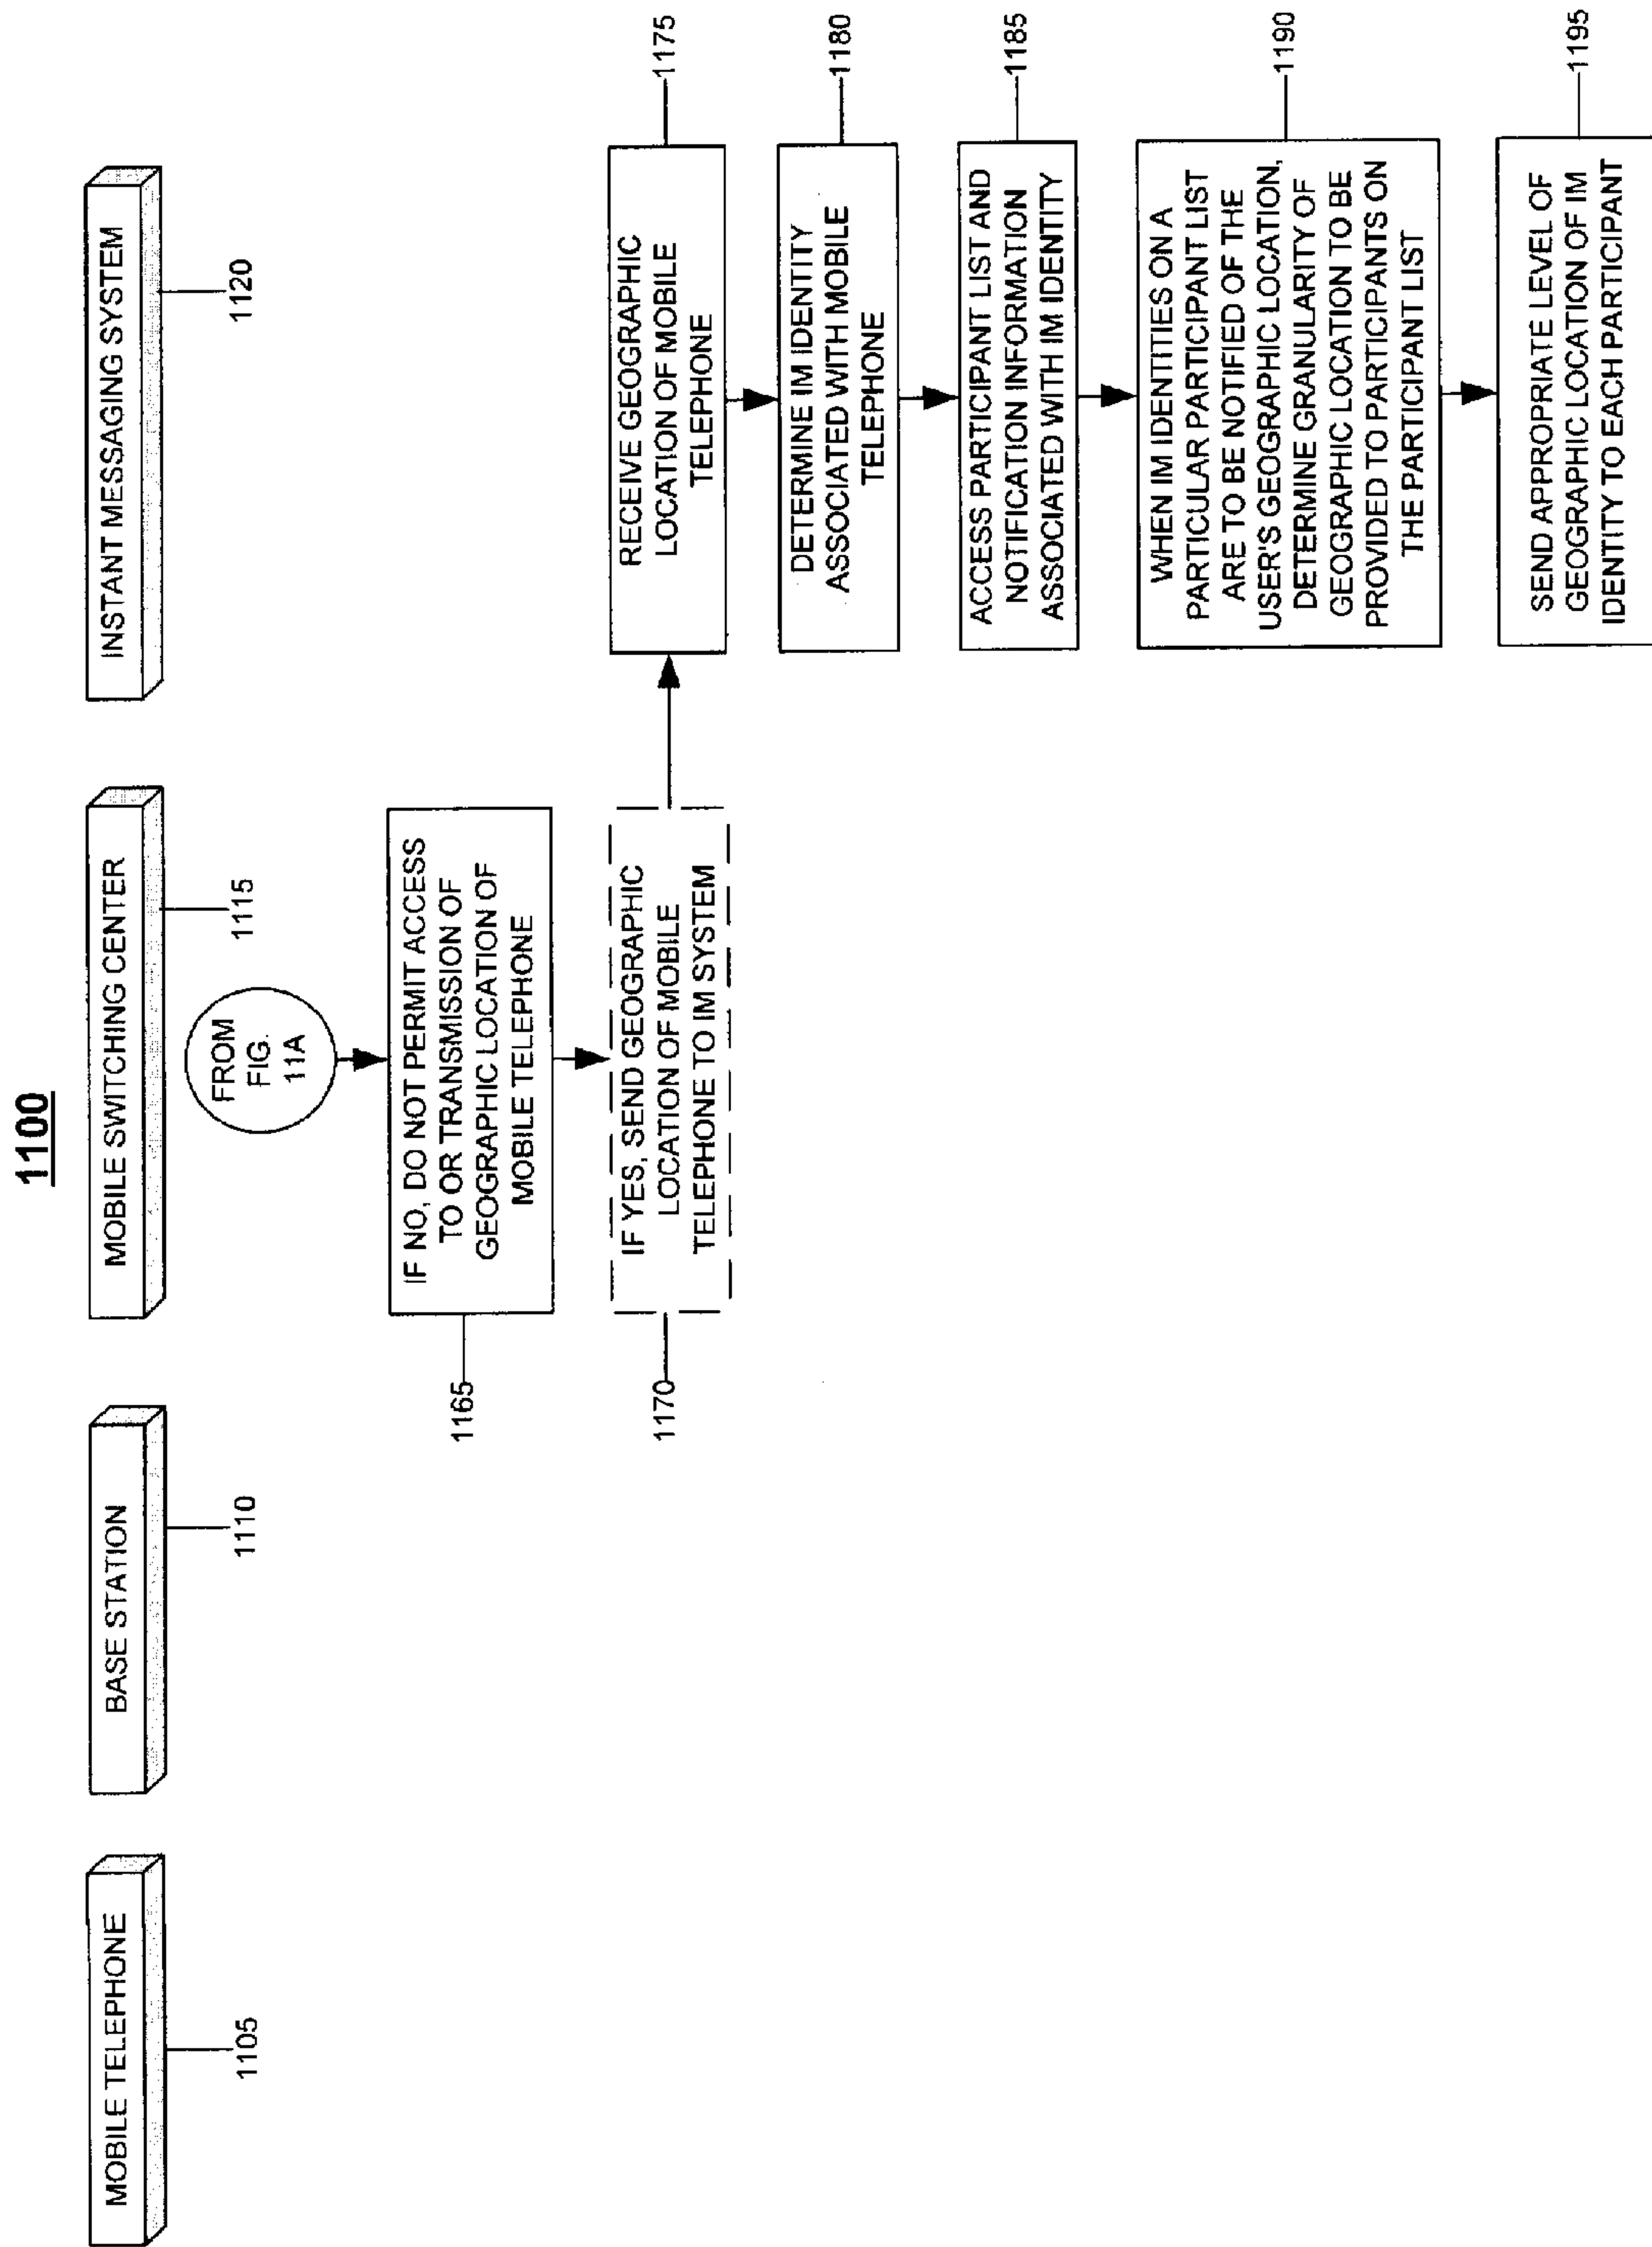 1100
MOBILE TELEPHONE
1105
BASE STATION
1110
MOBILE SWITCHING CENTER
1115
INSTANT MESSAGING SYSTEM
1120
FROM
FIG.
11A
1165
IF NO, DO NOT PERMIT ACCESS
TO OR TRANSMISSION OF
GEOGRAPHIC LOCATION OF
MOBILE TELEPHONE
1170
IF YES, SEND GEOGRAPHIC
LOCATION OF MOBILE
TELEPHONE TO IM SYSTEM
RECEIVE GEOGRAPHIC
LOCATION OF MOBILE
TELEPHONE
1175
DETERMINE IM IDENTITY
ASSOCIATED WITH MOBILE
TELEPHONE
1180
ACCESS PARTICIPANT LIST AND
NOTIFICATION INFORMATION
ASSOCIATED WITH IM IDENTITY
1185
WHEN IM IDENTITIES ON A
PARTICULAR PARTICIPANT LIST
ARE TO BE NOTIFIED OF THE
USER'S GEOGRAPHIC LOCATION,
DETERMINE GRANULARITY OF
GEOGRAPHIC LOCATION TO BE
PROVIDED TO PARTICIPANTS ON
THE PARTICIPANT LIST
1190
SEND APPROPRIATE LEVEL OF
GEOGRAPHIC LOCATION OF IM
IDENTITY TO EACH PARTICIPANT
1195